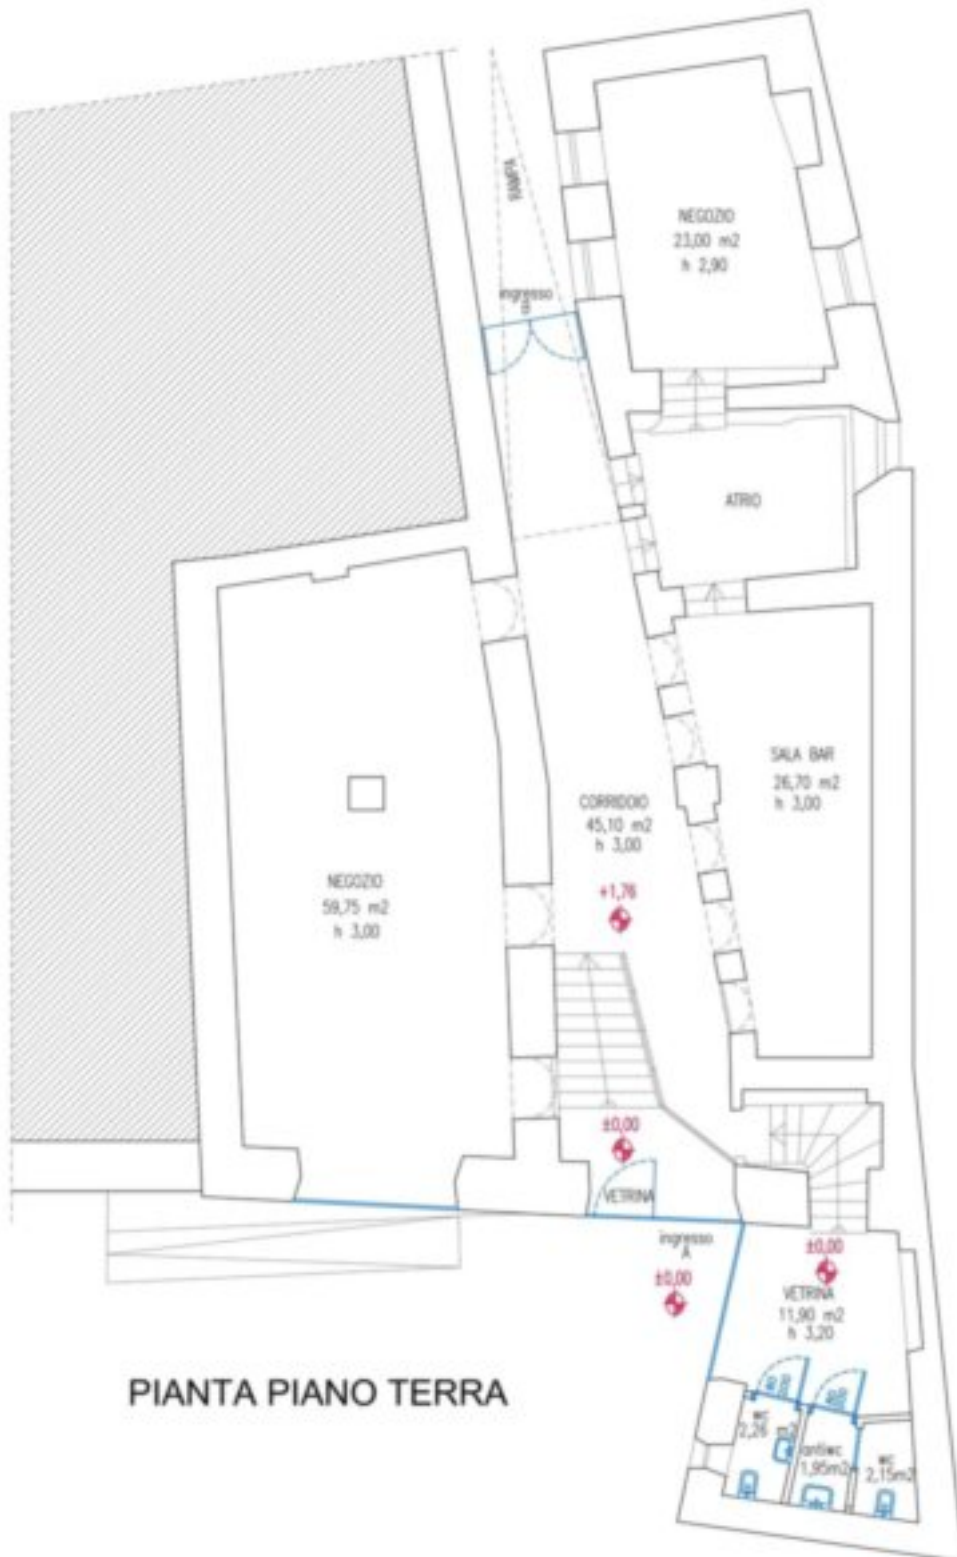 RAMPA
NEGOZIO
23,00 m2
h 2,90
ingresso
B
ATRIO
SALA BAR
26,70 m2
h 3,00
CORRIDOIO
45,10 m2
h 3,00
+1,76
NEGOZIO
59,75 m2
h 3,00
±0,00
VETRINA
ingresso
A
±0,00
±0,00
VETRINA
11,90 m2
h 3,20
PIANTA PIANO TERRA
wc
2,26 m2
antiwc
1,95m2
wc
2,15m2